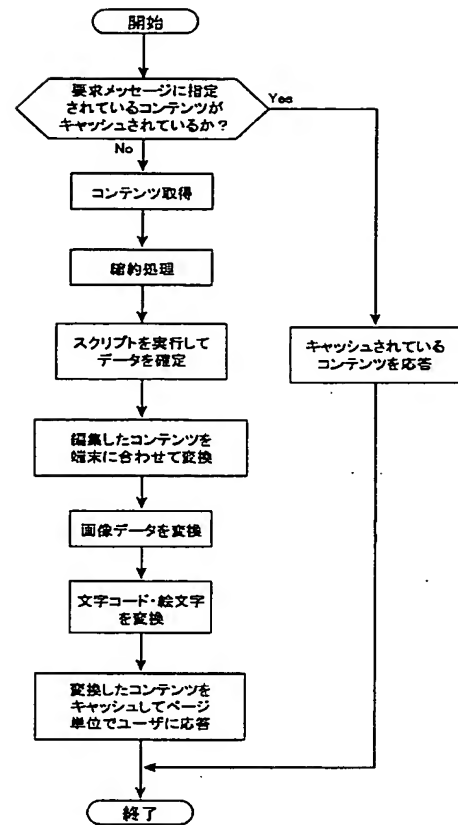 開始
要求メッセージに指定
されているコンテンツが
キャッシュされているか？
Yes
No
コンテンツ取得
縮約処理
スクリプトを実行して
データを確定
キャッシュされている
コンテンツを応答
編集したコンテンツを
端末に合わせて変換
画像データを変換
文字コード・絵文字
を変換
変換したコンテンツを
キャッシュしてページ
単位でユーザに応答
終了